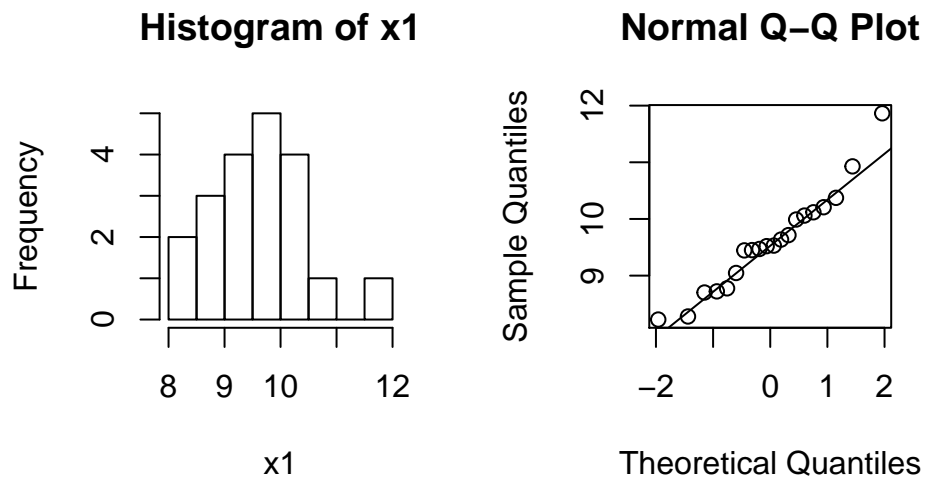 Histogram of x1
Frequency
0
2
4
8
9
10
12
x1
Normal Q−Q Plot
Sample Quantiles
9
10
12
−2
0
1
2
Theoretical Quantiles